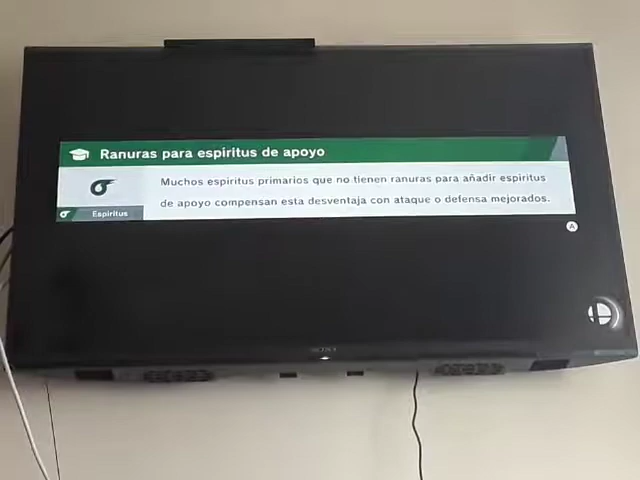 Ranuras para espiritus de apoyo
Muchos espiritus primarios que no tienen ranuras para añadir espiritus
de apoyo compensan esta desventaja con ataque o defensa mejorados.
Espiritus
A
SONY